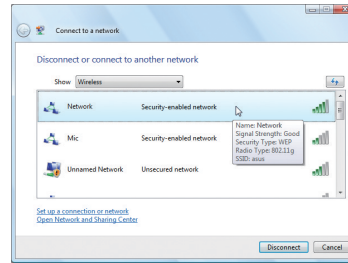 Connect to a network
Disconnect or connect to another network
Show Wireless
Network Security-enabled network
Name: Network
Signal Strength: Good
Security Type: WEP
Radio Type: 802.11g
SSID: asus
Mic Security-enabled network
Unnamed Network Unsecured network
Set up a connection or network
Open Network and Sharing Center
Disconnect Cancel